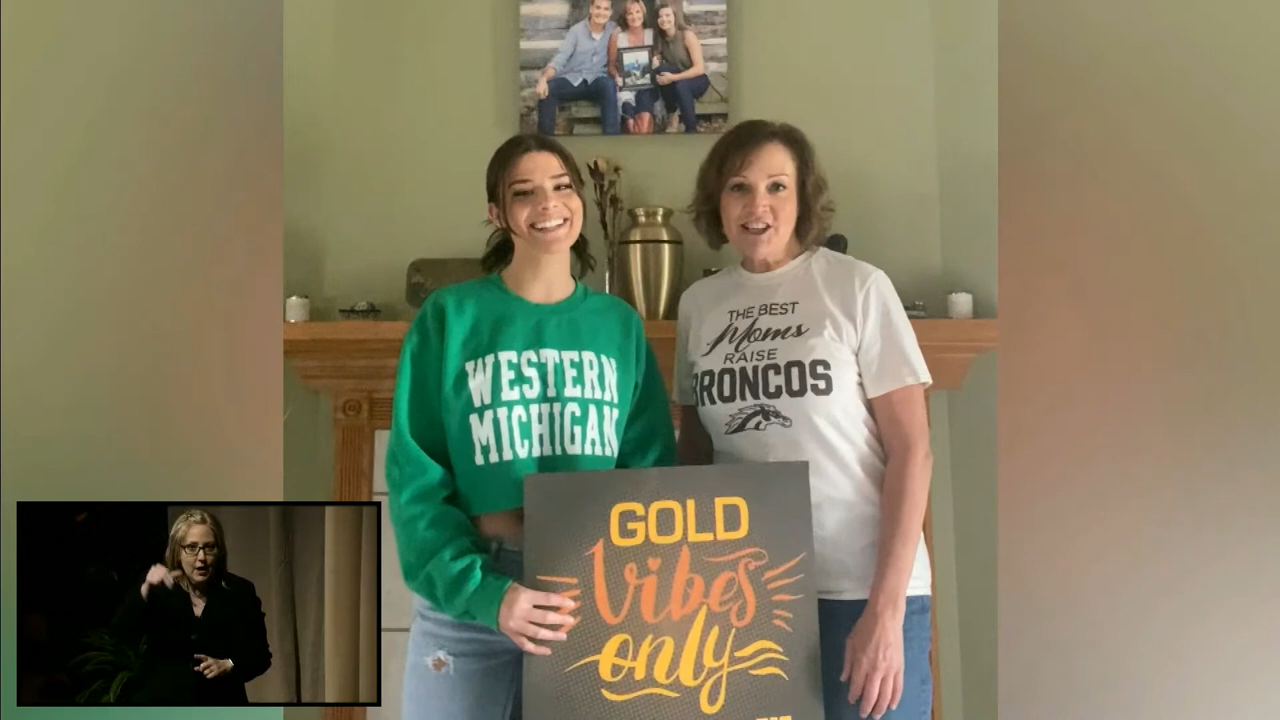 WESTERN
MICHIGAN
THE BEST
Moms
RAISE
BRONCOS
GOLD
Vibes
only